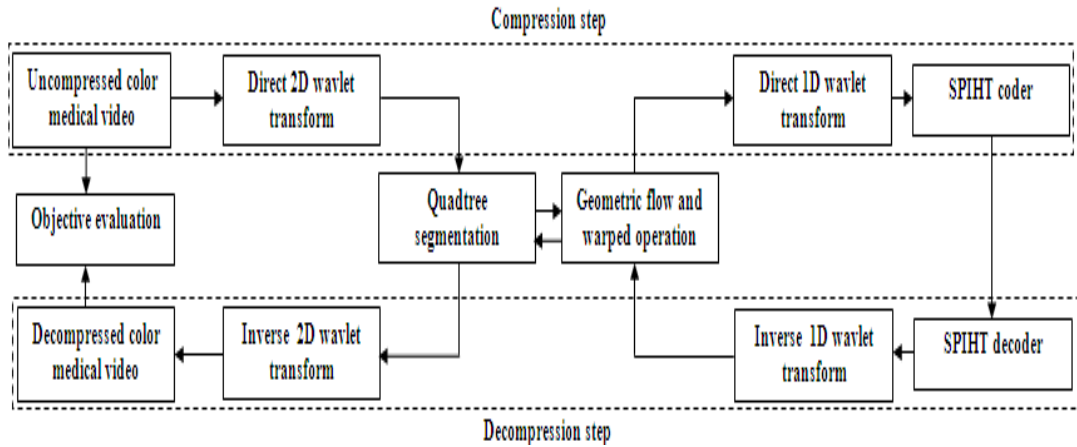 Compression step
Uncompressed color
medical video
Direct 2D wavlet
transform
Direct 1D wavlet
transform
SPIHT coder
Objective evaluation
Quadtree
segmentation
Geometric flow and
warped operation
Decompressed color
medical video
Inverse 2D wavlet
transform
Inverse 1D wavlet
transform
SPIHT decoder
Decompression step